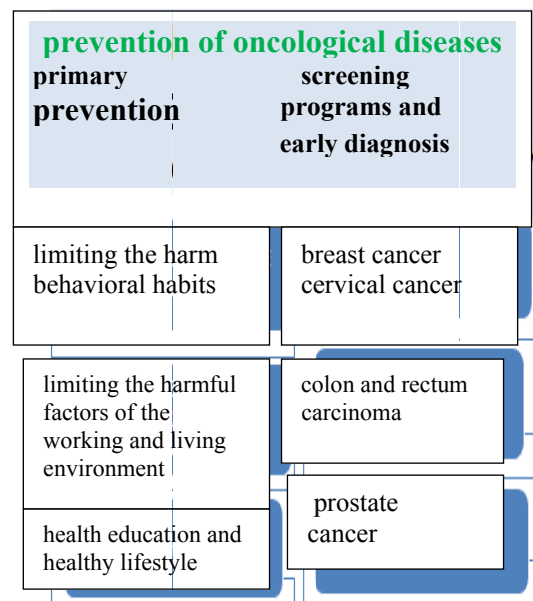 prevention of oncological diseases
primary
prevention
screening
programs and
early diagnosis
limiting the harm
behavioral habits
breast cancer
cervical cancer
limiting the harmful
factors of the
working and living
environment
colon and rectum
carcinoma
health education and
healthy lifestyle
prostate
cancer